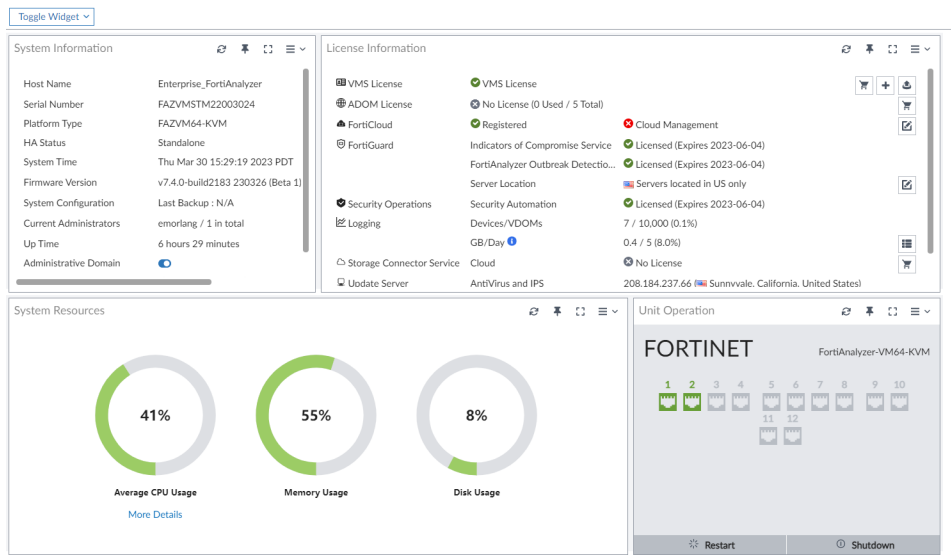 Toggle Widget
System Information
Host Name Enterprise_FortiAnalyzer
Serial Number FAZVMSTM22003024
Platform Type FAZVM64-KVM
HA Status Standalone
System Time Thu Mar 30 15:29:19 2023 PDT
Firmware Version v7.4.0-build2183 230326 (Beta 1)
System Configuration Last Backup : N/A
Current Administrators emorlang / 1 in total
Up Time 6 hours 29 minutes
Administrative Domain
License Information
VMS License VMS License
ADOM License No License (0 Used / 5 Total)
FortiCloud Registered Cloud Management
FortiGuard Indicators of Compromise Service Licensed (Expires 2023-06-04)
FortiAnalyzer Outbreak Detectio... Licensed (Expires 2023-06-04)
Server Location Servers located in US only
Security Operations Security Automation Licensed (Expires 2023-06-04)
Logging Devices/VDOMs 7 / 10,000 (0.1%)
GB/Day 0.4 / 5 (8.0%)
Storage Connector Service Cloud No License
Update Server AntiVirus and IPS 208.184.237.66 (Sunnyvale, California, United States)
System Resources
41% 55% 8%
Average CPU Usage Memory Usage Disk Usage
More Details
Unit Operation
FORTINET FortiAnalyzer-VM64-KVM
1 2 3 4 5 6 7 8 9 10
11 12
Restart Shutdown